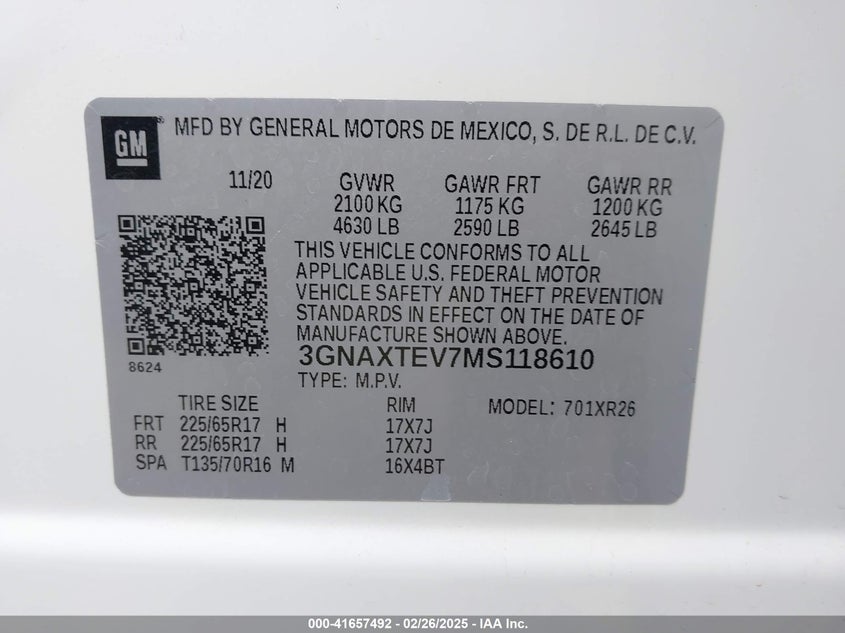 GM ® MFD BY GENERAL MOTORS DE MEXICO, S. DE R.L. DE C.V.
11/20 GVWR GAWR FRT GAWR RR
2100 KG 1175 KG 1200 KG
4630 LB 2590 LB 2645 LB
THIS VEHICLE CONFORMS TO ALL
APPLICABLE U.S. FEDERAL MOTOR
VEHICLE SAFETY AND THEFT PREVENTION
STANDARDS IN EFFECT ON THE DATE OF
MANUFACTURE SHOWN ABOVE.
3GNAXTEV7MS118610
8624
TYPE: M.P.V.
TIRE SIZE RIM MODEL: 701XR26
FRT 225/65R17 H 17X7J
RR 225/65R17 H 17X7J
SPA T135/70R16 M 16X4BT
000-41657492 - 02/26/2025 - IAA Inc.